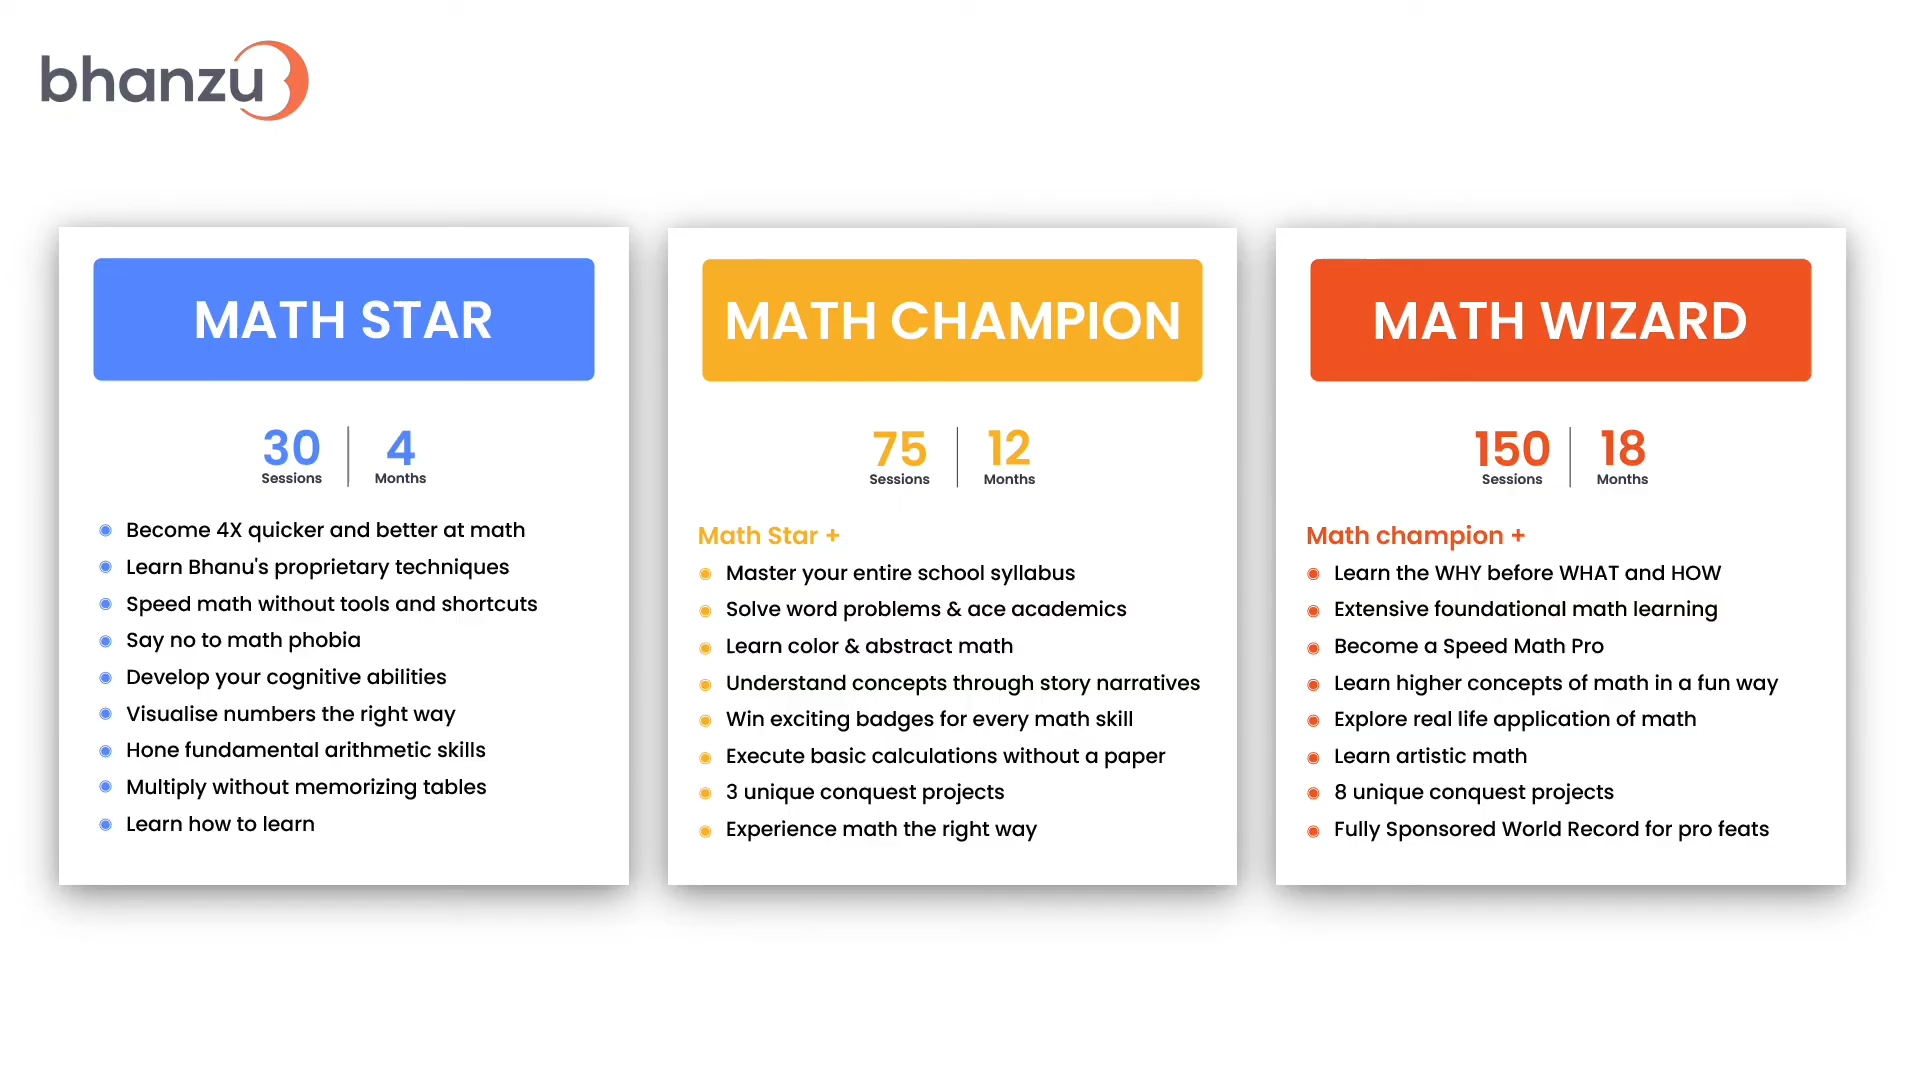 bhanzu
MATH STAR
30
Sessions
4
Months
Become 4X quicker and better at math
Learn Bhanu's proprietary techniques
Speed math without tools and shortcuts
Say no to math phobia
Develop your cognitive abilities
Visualise numbers the right way
Hone fundamental arithmetic skills
Multiply without memorizing tables
Learn how to learn
MATH CHAMPION
75
Sessions
12
Months
Math Star +
Master your entire school syllabus
Solve word problems & ace academics
Learn color & abstract math
Understand concepts through story narratives
Win exciting badges for every math skill
Execute basic calculations without a paper
3 unique conquest projects
Experience math the right way
MATH WIZARD
150
Sessions
18
Months
Math champion +
Learn the WHY before WHAT and HOW
Extensive foundational math learning
Become a Speed Math Pro
Learn higher concepts of math in a fun way
Explore real life application of math
Learn artistic math
8 unique conquest projects
Fully Sponsored World Record for pro feats